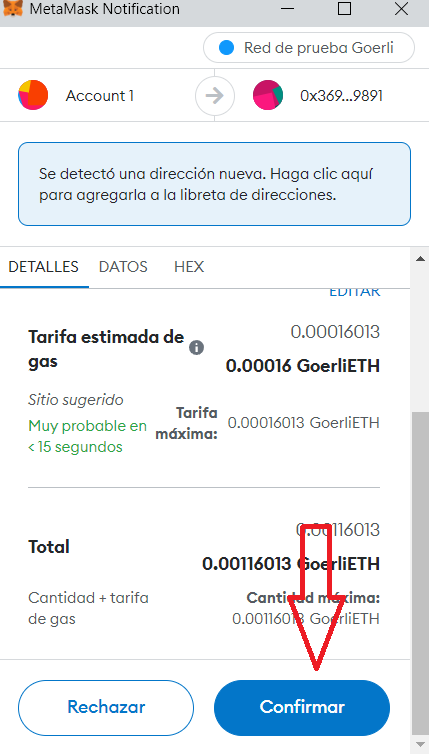 MetaMask Notification
Red de prueba Goerli
Account 1
0x369...9891
Se detectó una dirección nueva. Haga clic aquí
para agregarla a la libreta de direcciones.
DETALLES DATOS HEX
EDITAR
Tarifa estimada de
gas
0.00016013
0.00016 GoerliETH
Sitio sugerido
Muy probable en
< 15 segundos
Tarifa
máxima:
0.00016013 GoerliETH
Total
0.00116013
0.00116013 GoerliETH
Cantidad + tarifa
de gas
Cantidad máxima:
0.00116013 GoerliETH
Rechazar
Confirmar